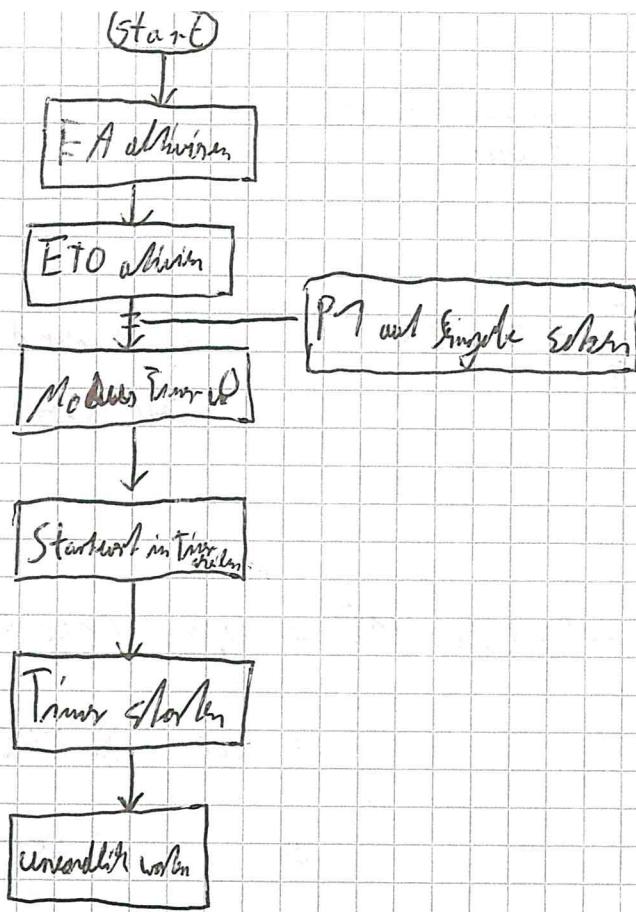 Start
EA aktivieren
ET0 aktivieren
P1 auf Eingabe setzen
Modus Timer 0
Startwert in Timer
Timer starten
unendlich warten